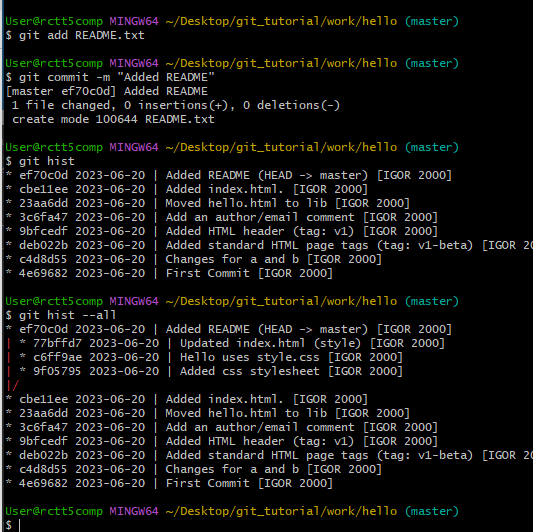 User@rctt5comp MINGW64 ~/Desktop/git_tutorial/work/hello (master)
$ git add README.txt
User@rctt5comp MINGW64 ~/Desktop/git_tutorial/work/hello (master)
$ git commit -m "Added README"
[master ef70c0d] Added README
 1 file changed, 0 insertions(+), 0 deletions(-)
 create mode 100644 README.txt
User@rctt5comp MINGW64 ~/Desktop/git_tutorial/work/hello (master)
$ git hist
* ef70c0d 2023-06-20 | Added README (HEAD -> master) [IGOR 2000]
* cbe11ee 2023-06-20 | Added index.html. [IGOR 2000]
* 23aa6dd 2023-06-20 | Moved hello.html to lib [IGOR 2000]
* 3c6fa47 2023-06-20 | Add an author/email comment [IGOR 2000]
* 9bfcedf 2023-06-20 | Added HTML header (tag: v1) [IGOR 2000]
* deb022b 2023-06-20 | Added standard HTML page tags (tag: v1-beta) [IGOR 20
* c4d8d55 2023-06-20 | Changes for a and b [IGOR 2000]
* 4e69682 2023-06-20 | First Commit [IGOR 2000]
User@rctt5comp MINGW64 ~/Desktop/git_tutorial/work/hello (master)
$ git hist --all
* ef70c0d 2023-06-20 | Added README (HEAD -> master) [IGOR 2000]
| * 77bffd7 2023-06-20 | Updated index.html (style) [IGOR 2000]
| * c6ff9ae 2023-06-20 | Hello uses style.css [IGOR 2000]
| * 9f05795 2023-06-20 | Added css stylesheet [IGOR 2000]
|/
* cbe11ee 2023-06-20 | Added index.html. [IGOR 2000]
* 23aa6dd 2023-06-20 | Moved hello.html to lib [IGOR 2000]
* 3c6fa47 2023-06-20 | Add an author/email comment [IGOR 2000]
* 9bfcedf 2023-06-20 | Added HTML header (tag: v1) [IGOR 2000]
* deb022b 2023-06-20 | Added standard HTML page tags (tag: v1-beta) [IGOR 20
* c4d8d55 2023-06-20 | Changes for a and b [IGOR 2000]
* 4e69682 2023-06-20 | First Commit [IGOR 2000]
User@rctt5comp MINGW64 ~/Desktop/git_tutorial/work/hello (master)
$